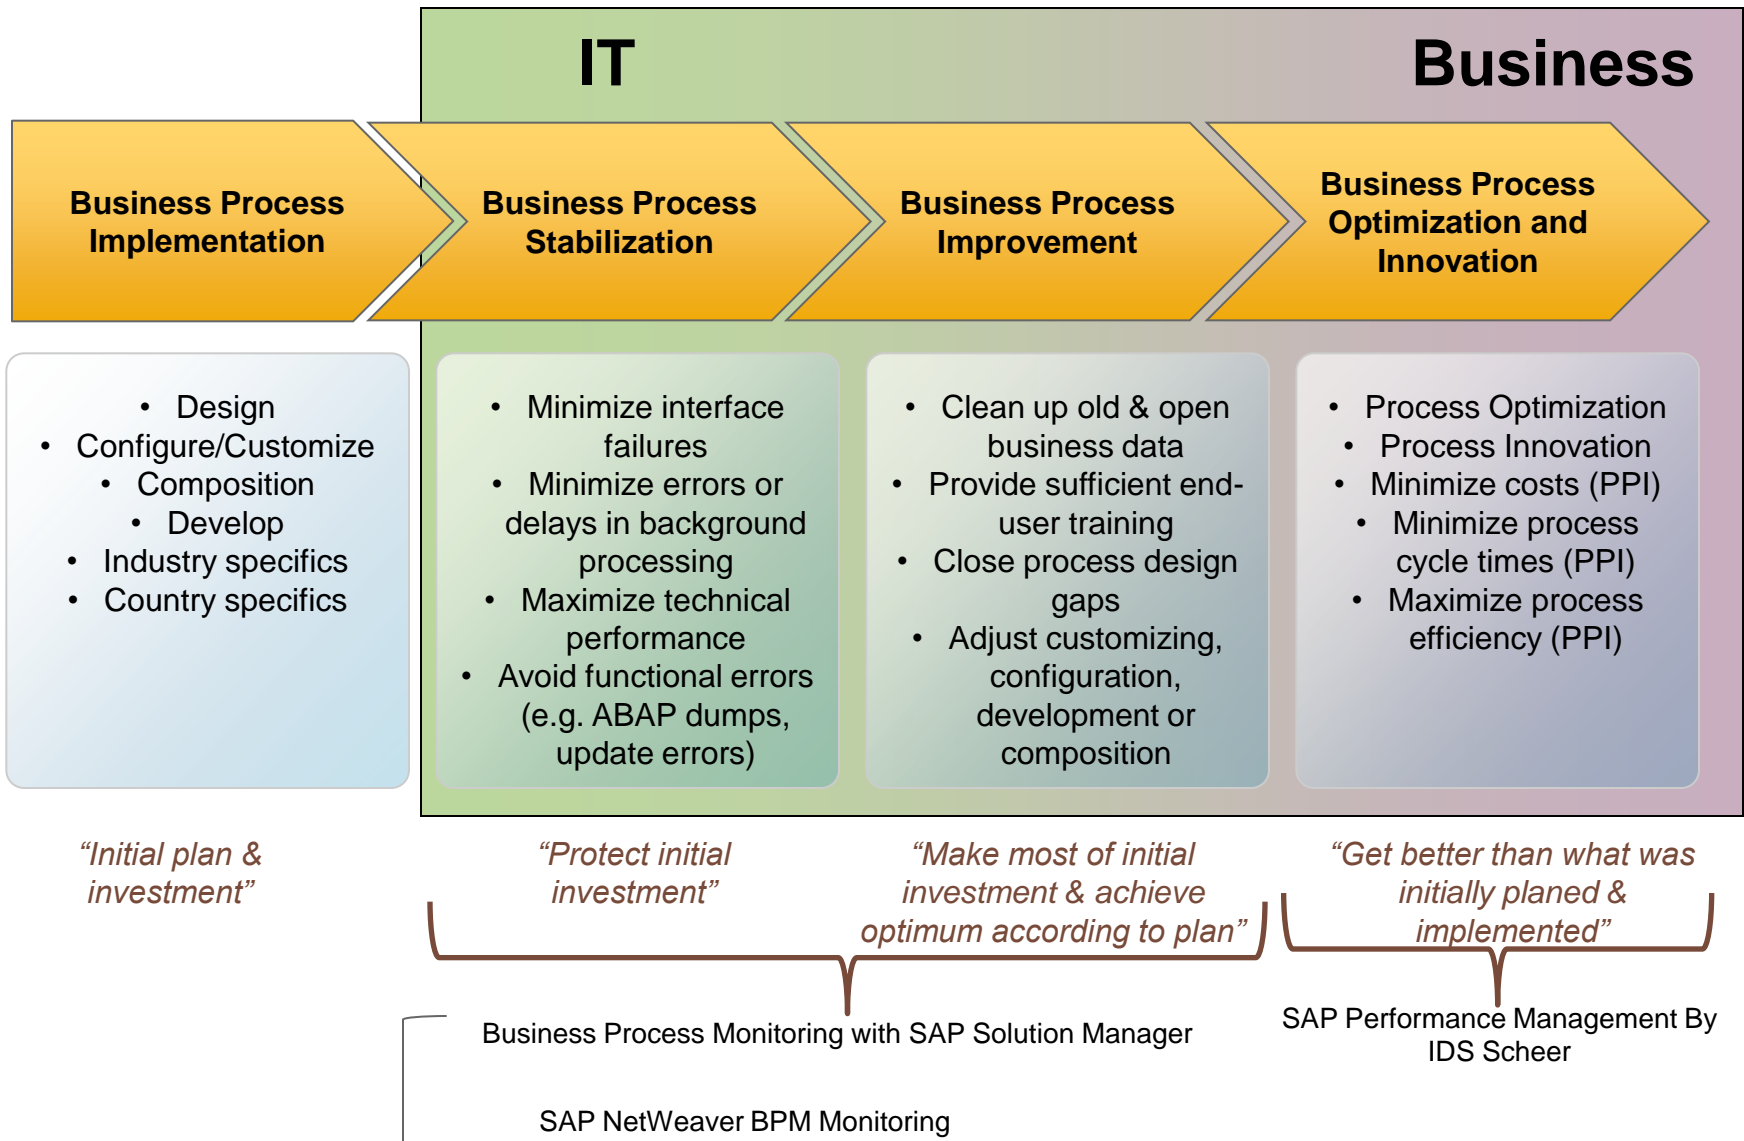 IT
Business
Business Process
Implementation
Business Process
Stabilization
Business Process
Improvement
Business Process
Optimization and
Innovation
• Design
• Configure/Customize
• Composition
• Develop
• Industry specifics
• Country specifics
• Minimize interface
failures
• Minimize errors or
delays in background
processing
• Maximize technical
performance
• Avoid functional errors
(e.g. ABAP dumps,
update errors)
• Clean up old & open
business data
• Provide sufficient end-
user training
• Close process design
gaps
• Adjust customizing,
configuration,
development or
composition
• Process Optimization
• Process Innovation
• Minimize costs (PPI)
• Minimize process
cycle times (PPI)
• Maximize process
efficiency (PPI)
“Initial plan &
investment”
“Protect initial
investment”
“Make most of initial
investment & achieve
optimum according to plan”
“Get better than what was
initially planed &
implemented”
Business Process Monitoring with SAP Solution Manager
SAP Performance Management By
IDS Scheer
SAP NetWeaver BPM Monitoring